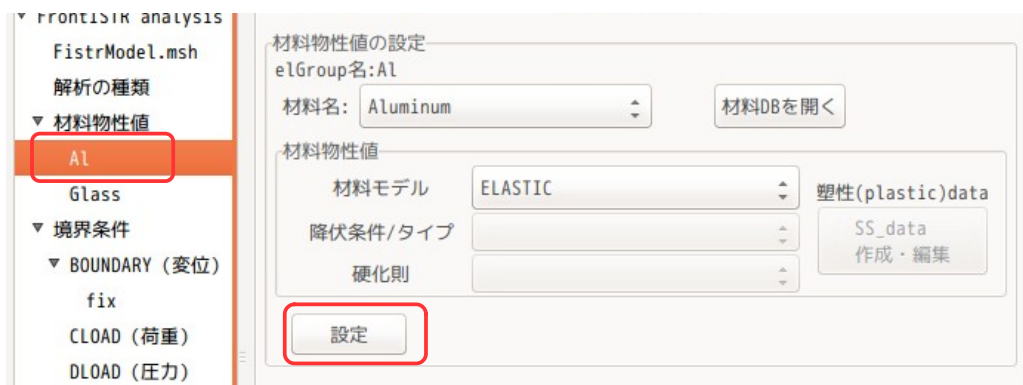 ▼ FrontISTR analysis
FistrModel.msh
解析の種類
▼ 材料物性値
Al
Glass
▼ 境界条件
▼ BOUNDARY (変位)
fix
CLOAD (荷重)
DLOAD (圧力)
材料物性値の設定
elGroup名:Al
材料名: Aluminum 材料DBを開く
材料物性値
材料モデル ELASTIC 塑性(plastic)data
降伏条件/タイプ SS_data
作成・編集
硬化則
設定